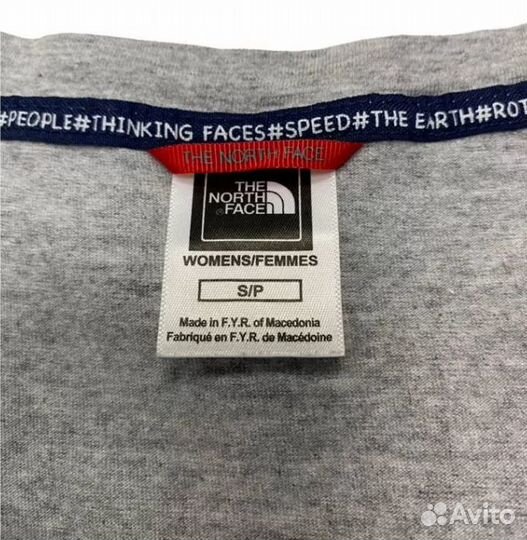 #PEOPLE#THINKING FACES#SPEED#THE EARTH#ROT
THE NORTH FACE
THE
NORTH
FACE
WOMENS/FEMMES
S/P
Made in F.Y.R. of Macedonia
Fabriqué en F.Y.R. de Macédoine
Avito